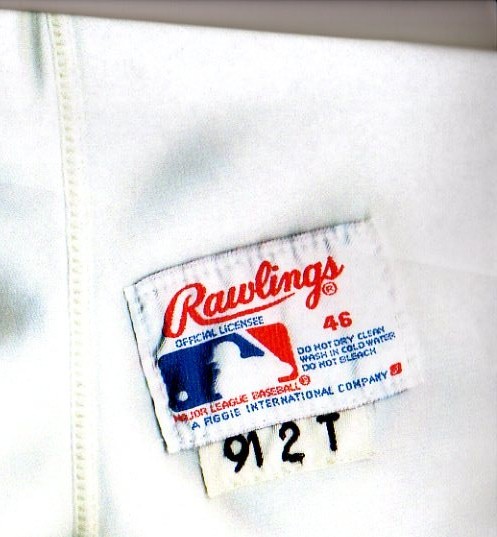 Rawlings®
OFFICIAL LICENSEE
46
DO NOT DRY CLEAN
WASH IN COLD WATER
DO NOT BLEACH
MAJOR LEAGUE BASEBALL®
A FIGGIE INTERNATIONAL COMPANY
91 2 T